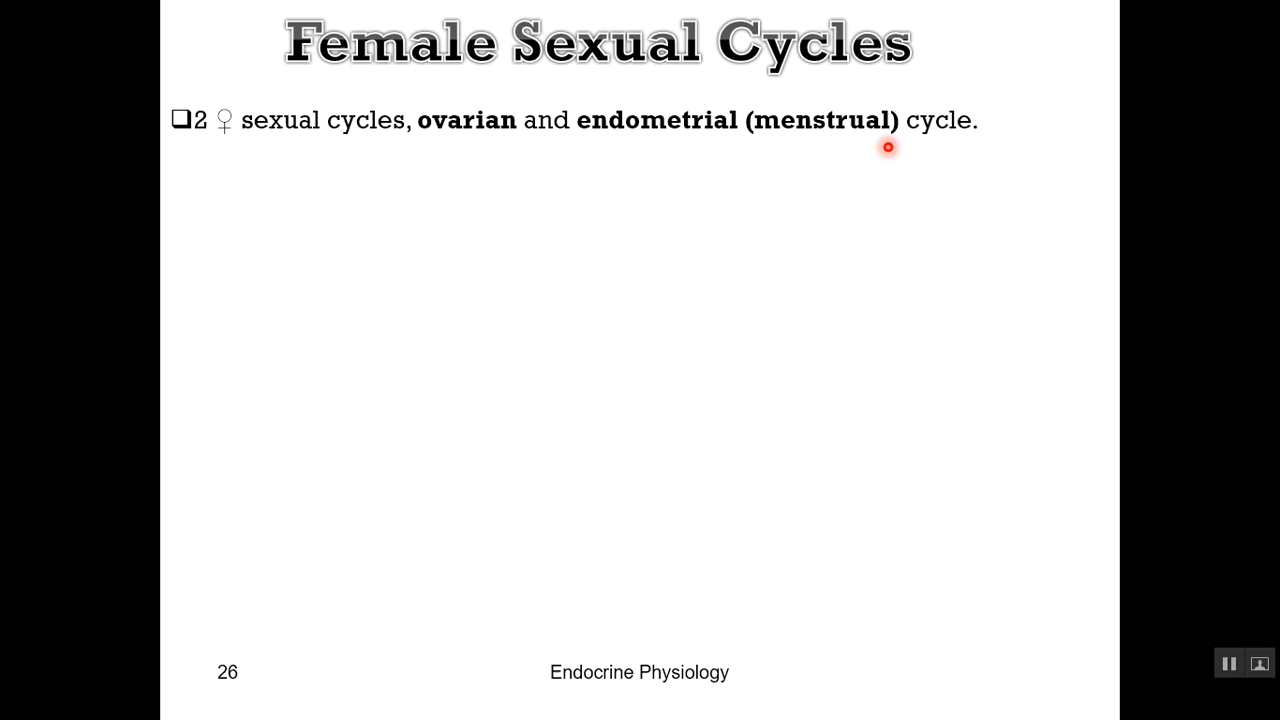 Female Sexual Cycles
❑2 ♀ sexual cycles, ovarian and endometrial (menstrual) cycle.
26
Endocrine Physiology